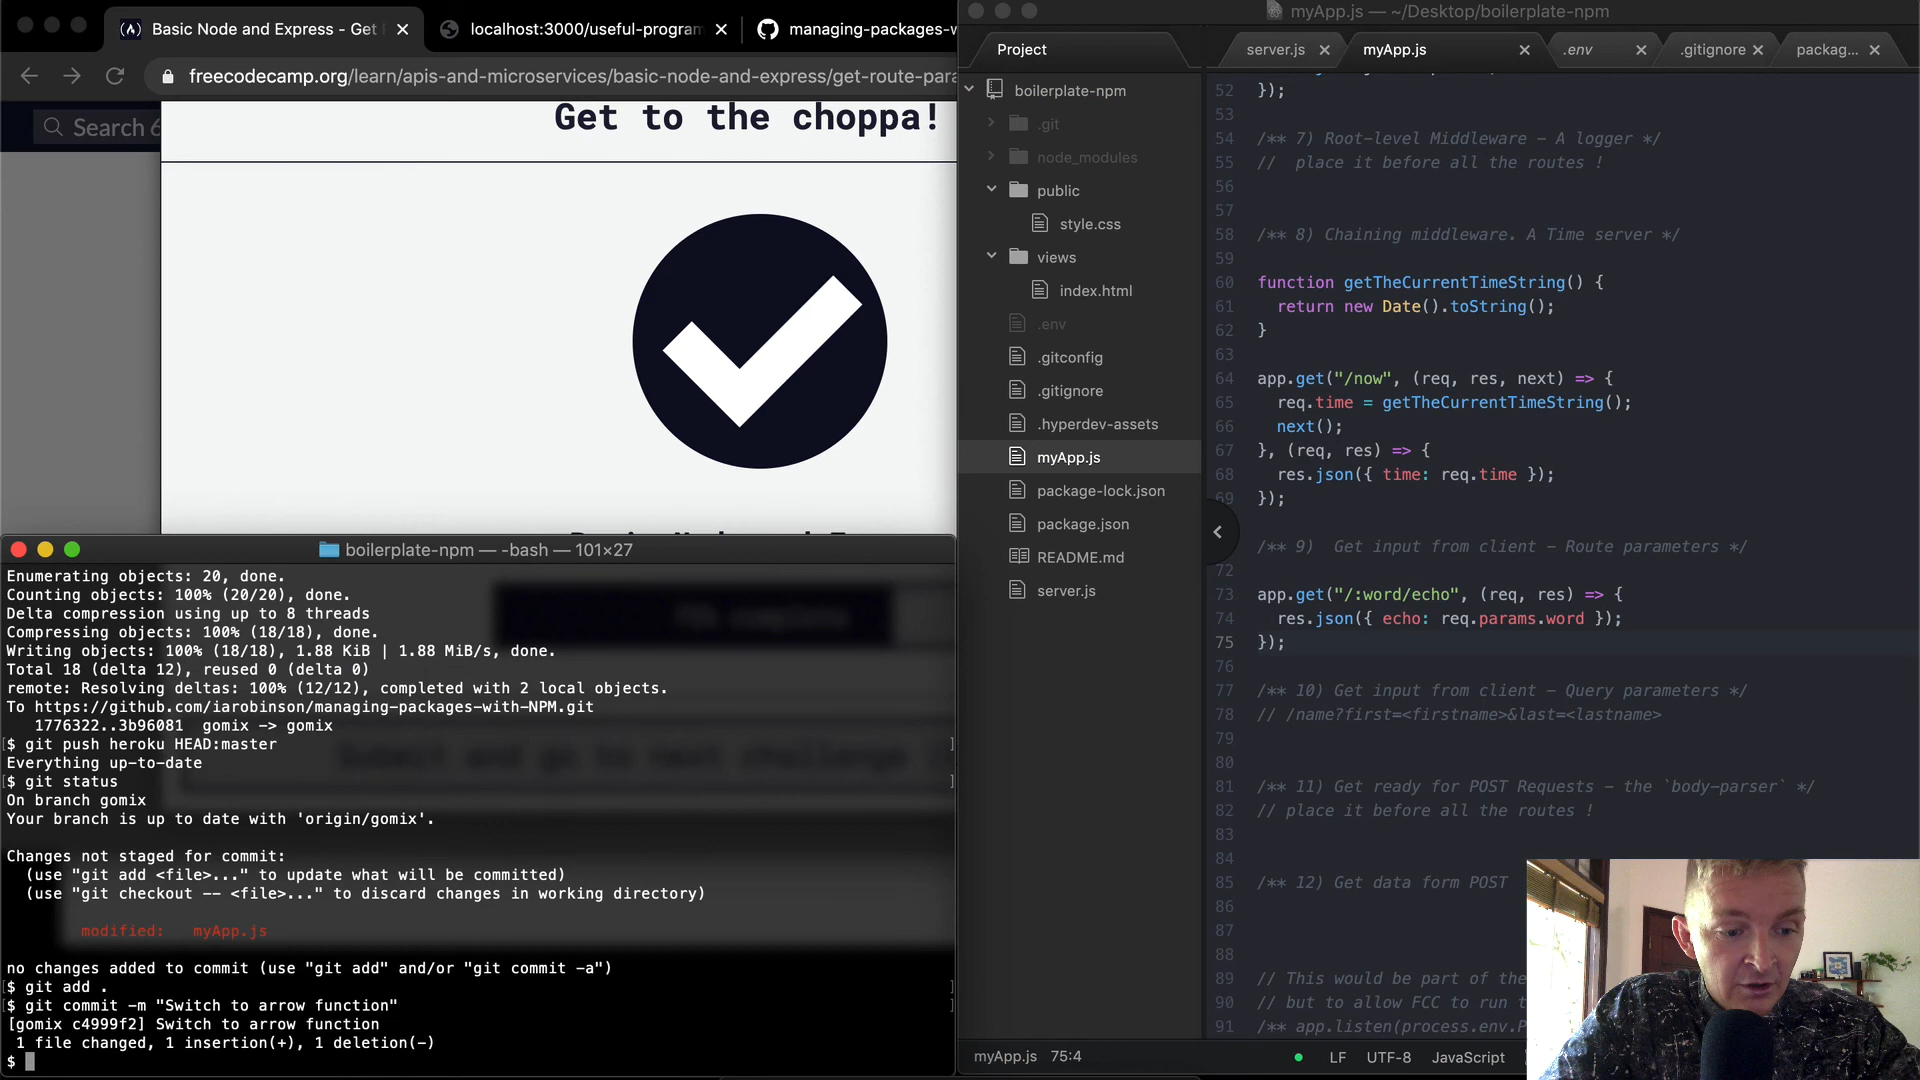 Basic Node and Express - Get
localhost:3000/useful-program
managing-packages-w
freecodecamp.org/learn/apis-and-microservices/basic-node-and-express/get-route-para
Search 6
Get to the choppa!
boilerplate-npm — -bash — 101×27
Enumerating objects: 20, done.
Counting objects: 100% (20/20), done.
Delta compression using up to 8 threads
Compressing objects: 100% (18/18), done.
Writing objects: 100% (18/18), 1.88 KiB | 1.88 MiB/s, done.
Total 18 (delta 12), reused 0 (delta 0)
remote: Resolving deltas: 100% (12/12), completed with 2 local objects.
To https://github.com/iarobinson/managing-packages-with-NPM.git
1776322..3b96081  gomix -> gomix
[$ git push heroku HEAD:master ]
Everything up-to-date
[$ git status ]
On branch gomix
Your branch is up to date with 'origin/gomix'.
Changes not staged for commit:
(use "git add <file>..." to update what will be committed)
(use "git checkout -- <file>..." to discard changes in working directory)
modified:   myApp.js
no changes added to commit (use "git add" and/or "git commit -a")
[$ git add . ]
[$ git commit -m "Switch to arrow function" ]
[gomix c4999f2] Switch to arrow function
1 file changed, 1 insertion(+), 1 deletion(-)
$
myApp.js — ~/Desktop/boilerplate-npm
Project
server.js
myApp.js
.env
.gitignore
packag...
boilerplate-npm
.git
node_modules
public
style.css
views
index.html
.env
.gitconfig
.gitignore
.hyperdev-assets
myApp.js
package-lock.json
package.json
README.md
server.js
52 });
53
54 /** 7) Root-level Middleware - A logger */
55 //  place it before all the routes !
56
57
58 /** 8) Chaining middleware. A Time server */
59
60 function getTheCurrentTimeString() {
61 return new Date().toString();
62 }
63
64 app.get("/now", (req, res, next) => {
65 req.time = getTheCurrentTimeString();
66 next();
67 }, (req, res) => {
68 res.json({ time: req.time });
69 });
/** 9)  Get input from client - Route parameters */
72
73 app.get("/:word/echo", (req, res) => {
74 res.json({ echo: req.params.word });
75 });
76
77 /** 10) Get input from client - Query parameters */
78 // /name?first=<firstname>&last=<lastname>
79
80
81 /** 11) Get ready for POST Requests - the `body-parser` */
82 // place it before all the routes !
83
84
85 /** 12) Get data form POST
86
87
88
89 // This would be part of the
90 // but to allow FCC to run t
91 /** app.listen(process.env.P
myApp.js 75:4
LF UTF-8 JavaScript